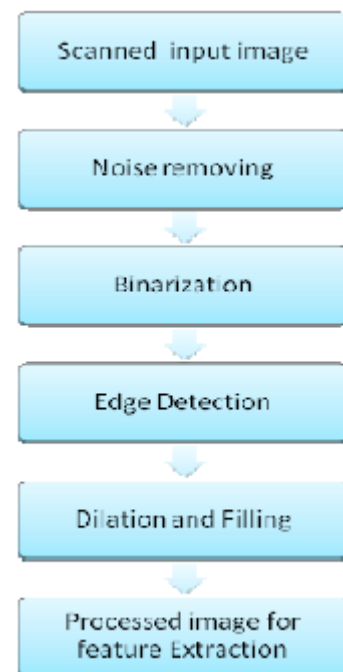 Scanned input image
Noise removing
Binarization
Edge Detection
Dilation and Filling
Processed image for
feature Extraction